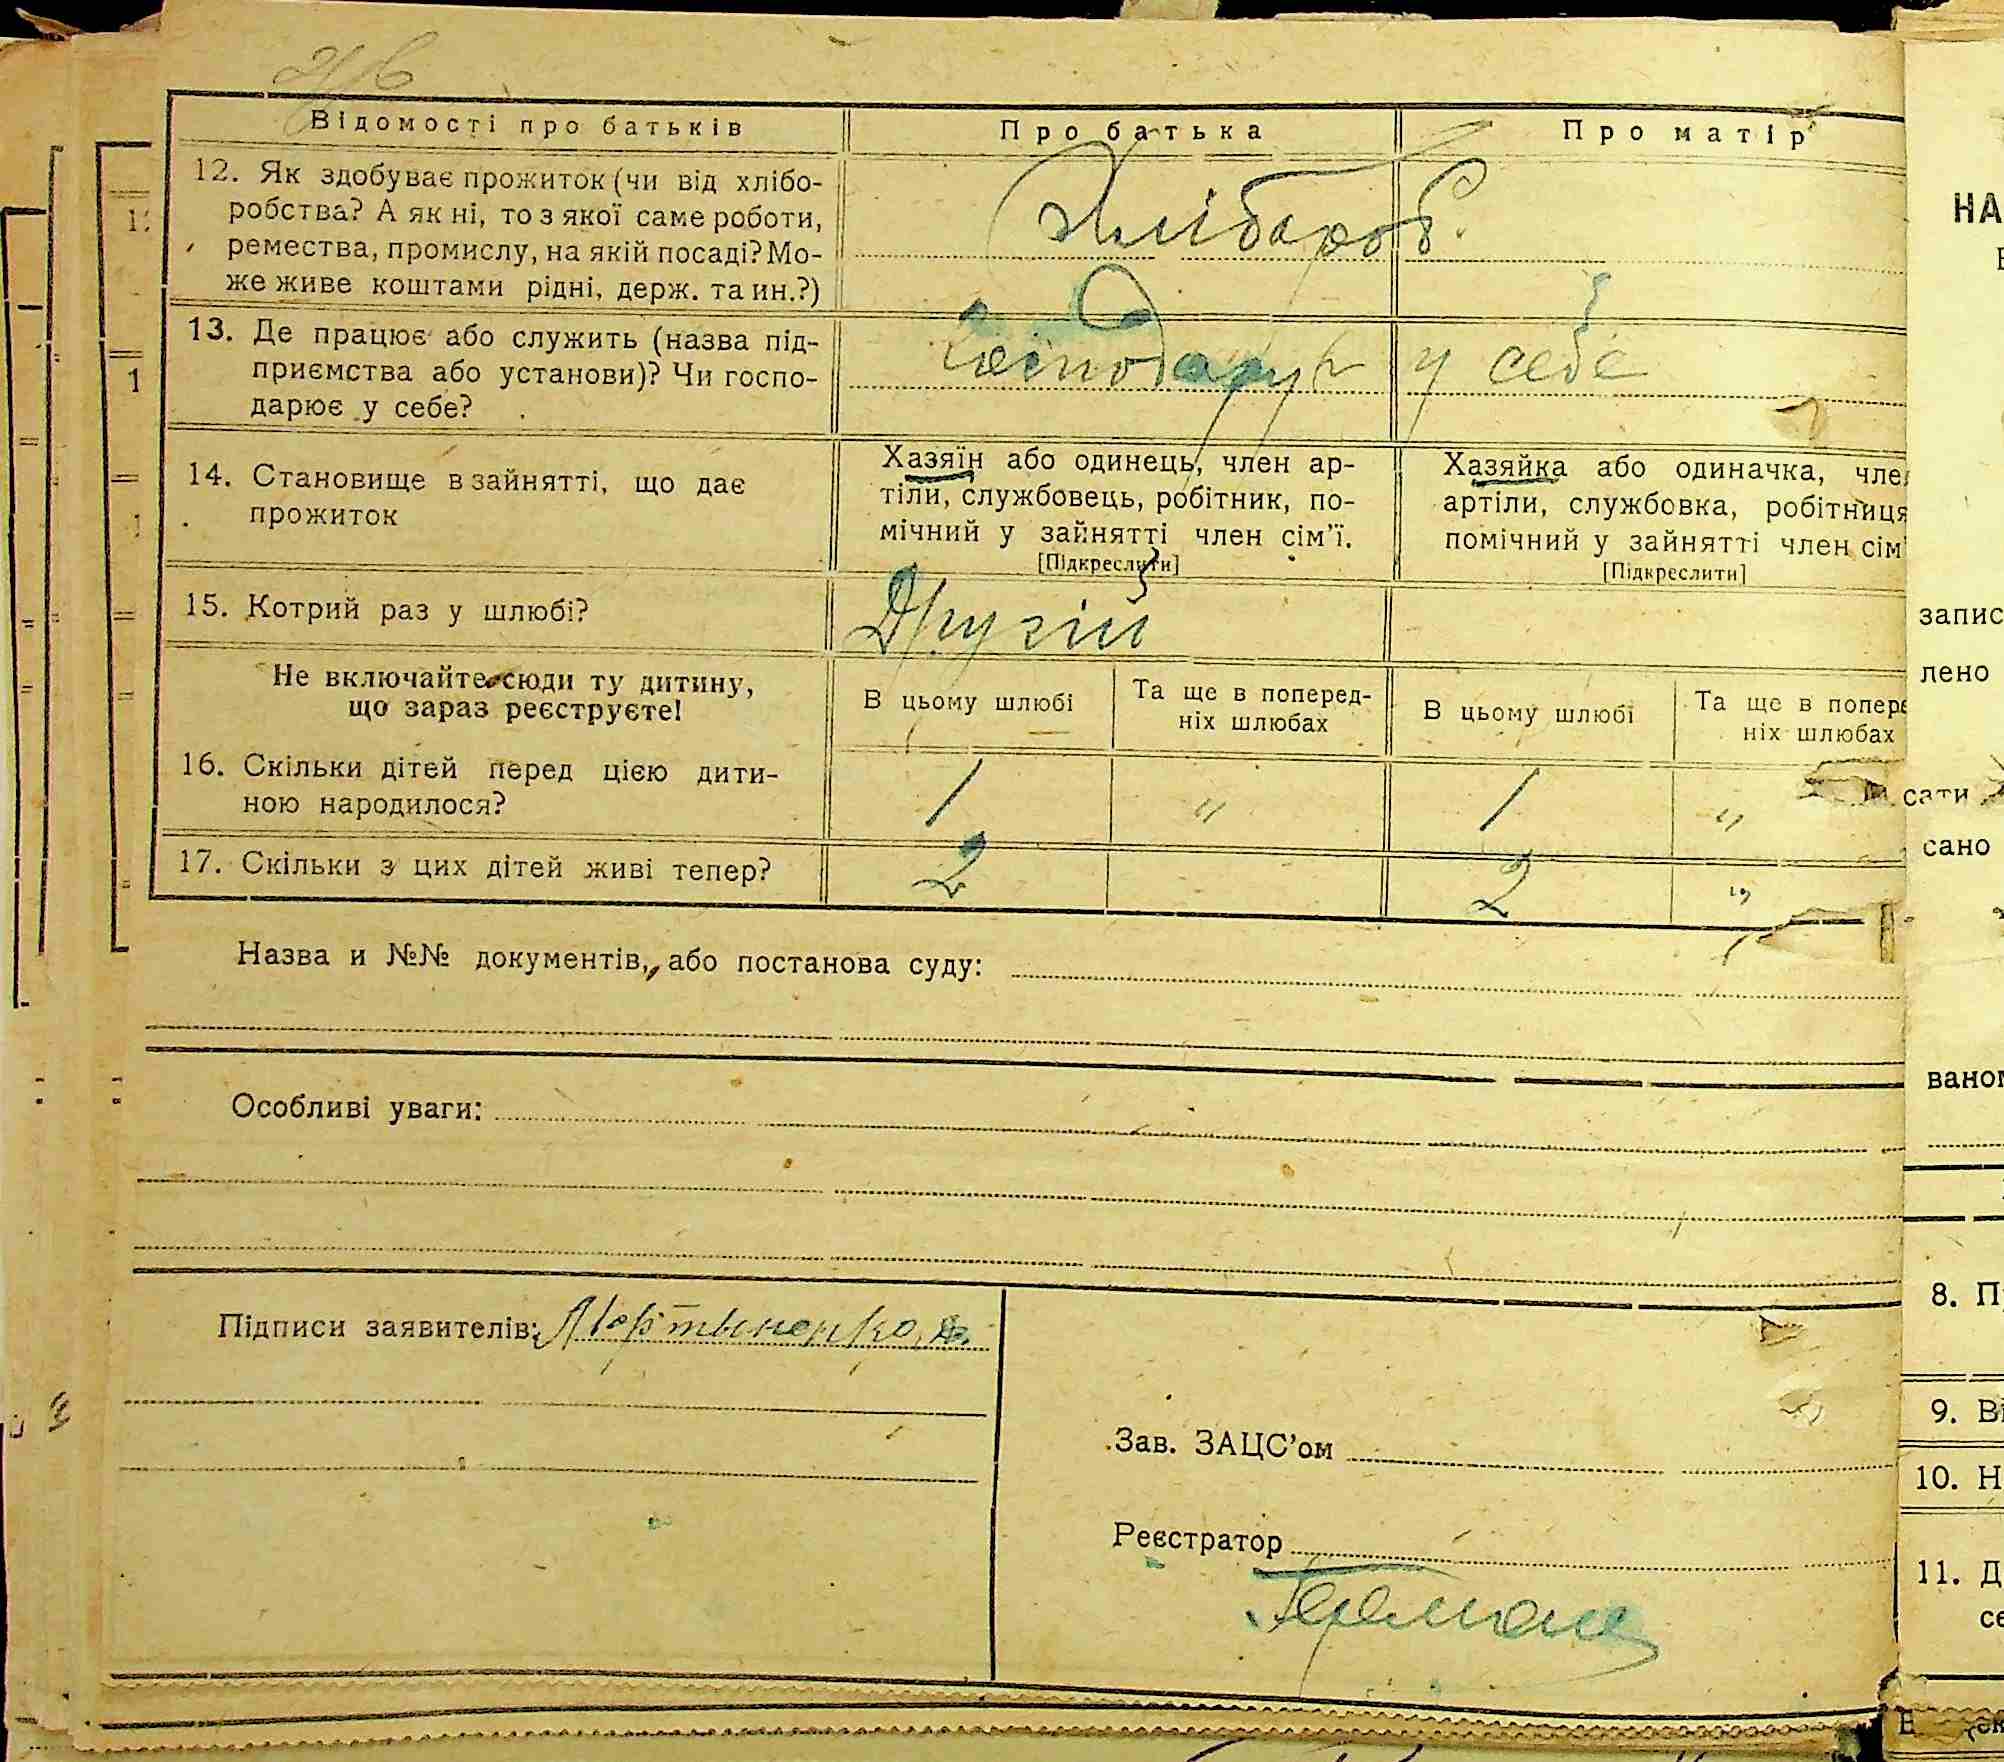 Відомості про батьків Про батька Про матір
12. Як здобуває прожиток (чи від хлібо-
робства? А як ні, то з якої саме роботи,
ремества, промислу, на якій посаді? Мо-
же живе коштами рідні, держ. та ин.?)
Хлібороб.
13. Де працює або служить (назва під-
приємства або установи)? Чи госпо-
дарює у себе?
у себе
14. Становище в зайнятті, що дає
прожиток
Хазяїн або одинець, член ар-
тіли, службовець, робітник, по-
мічний у зайнятті член сім'ї.
[Підкреслити]
Хазяйка або одиначка, чле
артіли, службовка, робітниця
помічний у зайнятті член сім'
[Підкреслити]
15. Котрий раз у шлюбі?
Другій
Не включайте сюди ту дитину,
що зараз реєструєте!
В цьому шлюбі
Та ще в поперед-
ніх шлюбах
В цьому шлюбі
Та ще в попере
ніх шлюбах
16. Скільки дітей перед цією дити-
ною народилося?
1 " 1 "
17. Скільки з цих дітей живі тепер?
2 2 "
Назва и №№ документів, або постанова суду:
Особливі уваги:
Підписи заявителів:
Зав. ЗАЦС'ом
Реєстратор
НА
запис
лено
сати
сано
ваном
8. П
9. Ві
10. Н
11. Д
се